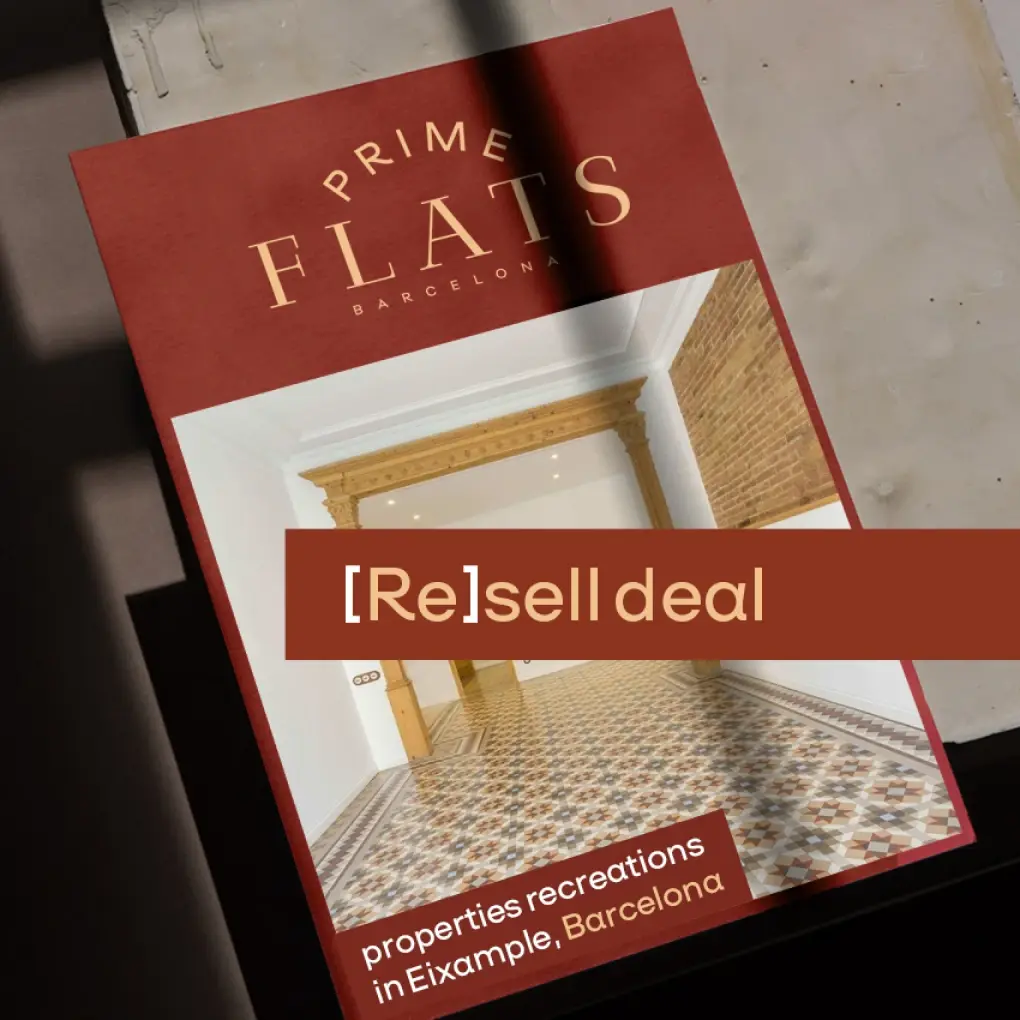 PRIME
FLATS
BARCELONA
[Re]sell deal
properties recreations
in Eixample, Barcelona